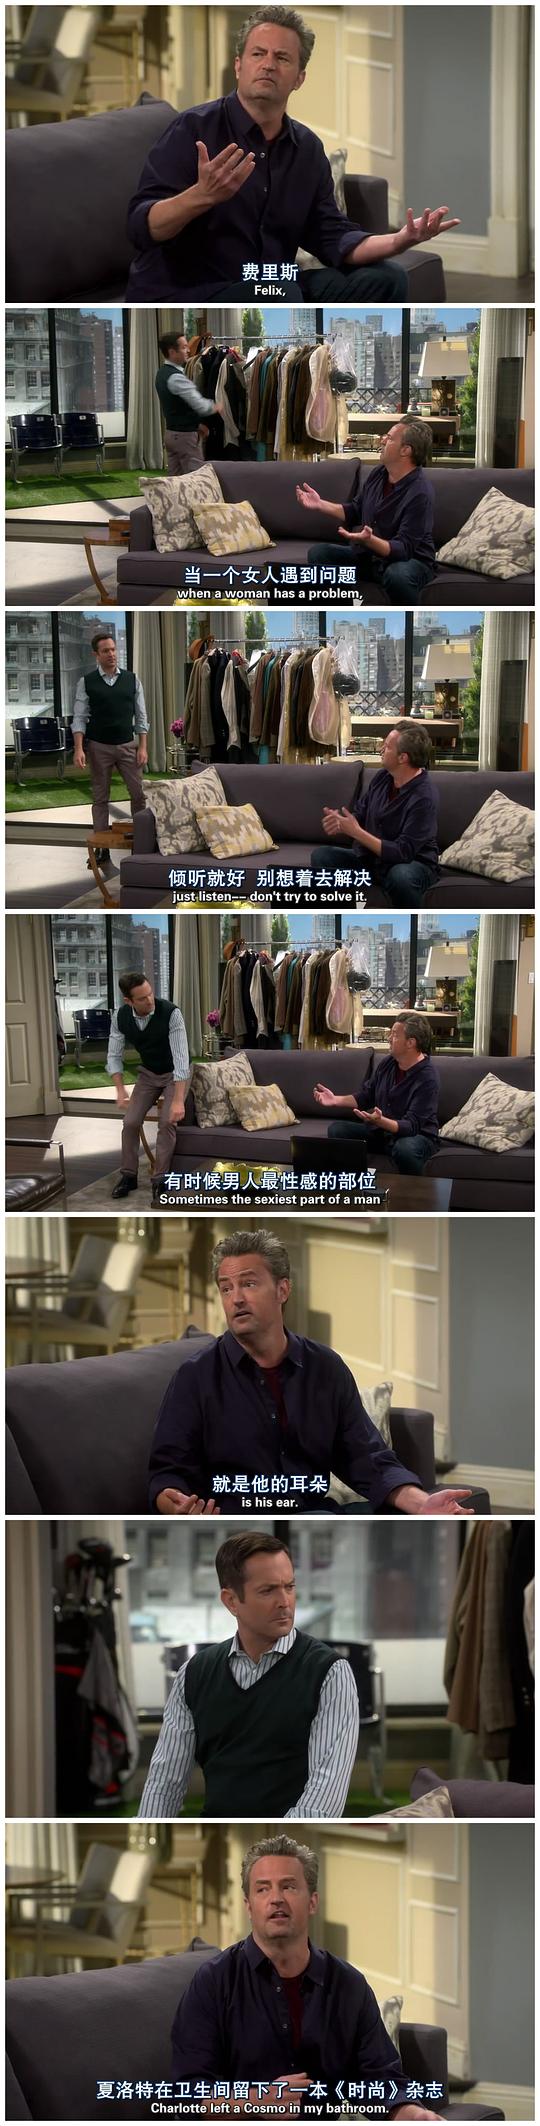 费里斯
Felix,
当一个女人遇到问题
when a woman has a problem,
倾听就好 别想着去解决
just listen-- don't try to solve it.
有时候男人最性感的部位
Sometimes the sexiest part of a man
就是他的耳朵
is his ear.
夏洛特在卫生间留下了一本《时尚》杂志
Charlotte left a Cosmo in my bathroom.